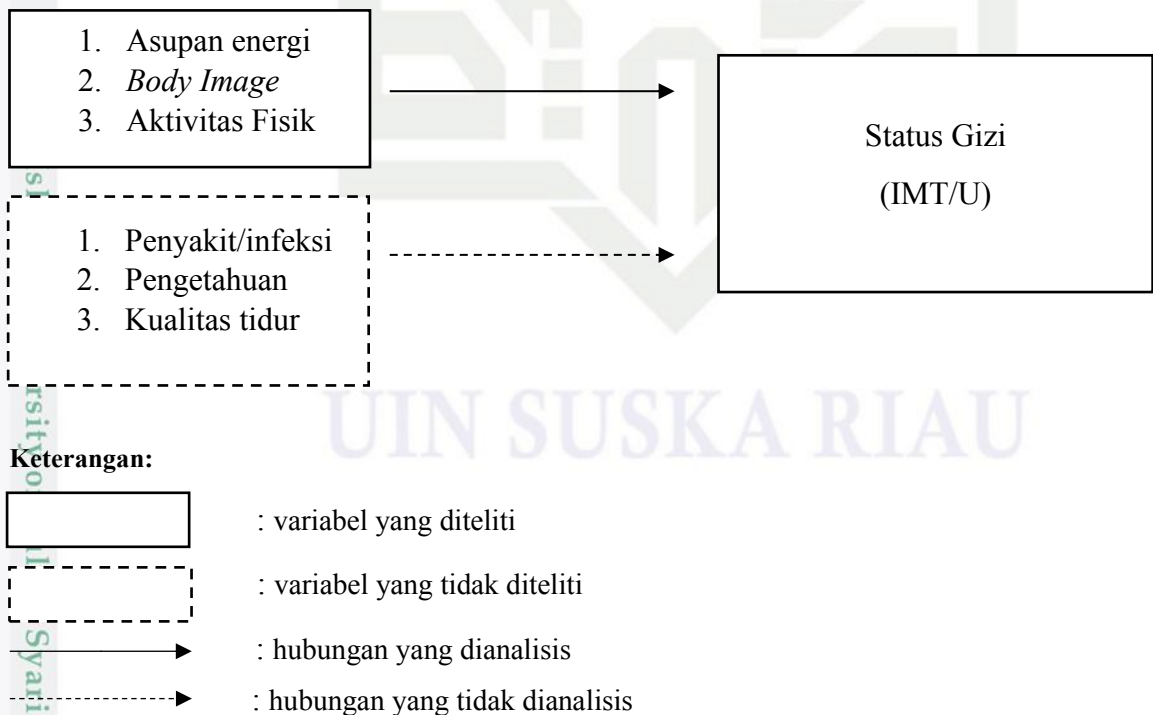 1. Asupan energi
2. Body Image
3. Aktivitas Fisik
Status Gizi
(IMT/U)
1. Penyakit/infeksi
2. Pengetahuan
3. Kualitas tidur
UIN SUSKA RIAU
Keterangan:
: variabel yang diteliti
: variabel yang tidak diteliti
: hubungan yang dianalisis
: hubungan yang tidak dianalisis